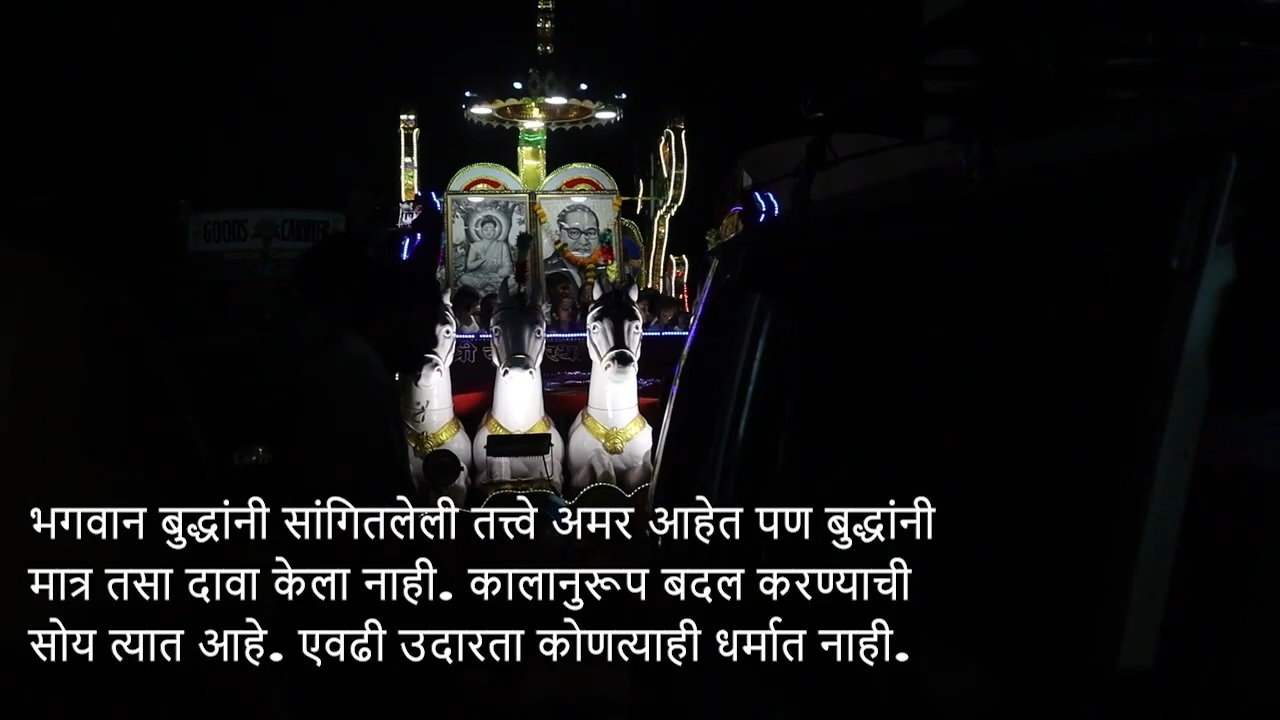 GOODS CARRIER
भगवान बुद्धांनी सांगितलेली तत्त्वे अमर आहेत पण बुद्धांनी
मात्र तसा दावा केला नाही. कालानुरूप बदल करण्याची
सोय त्यात आहे. एवढी उदारता कोणत्याही धर्मात नाही.